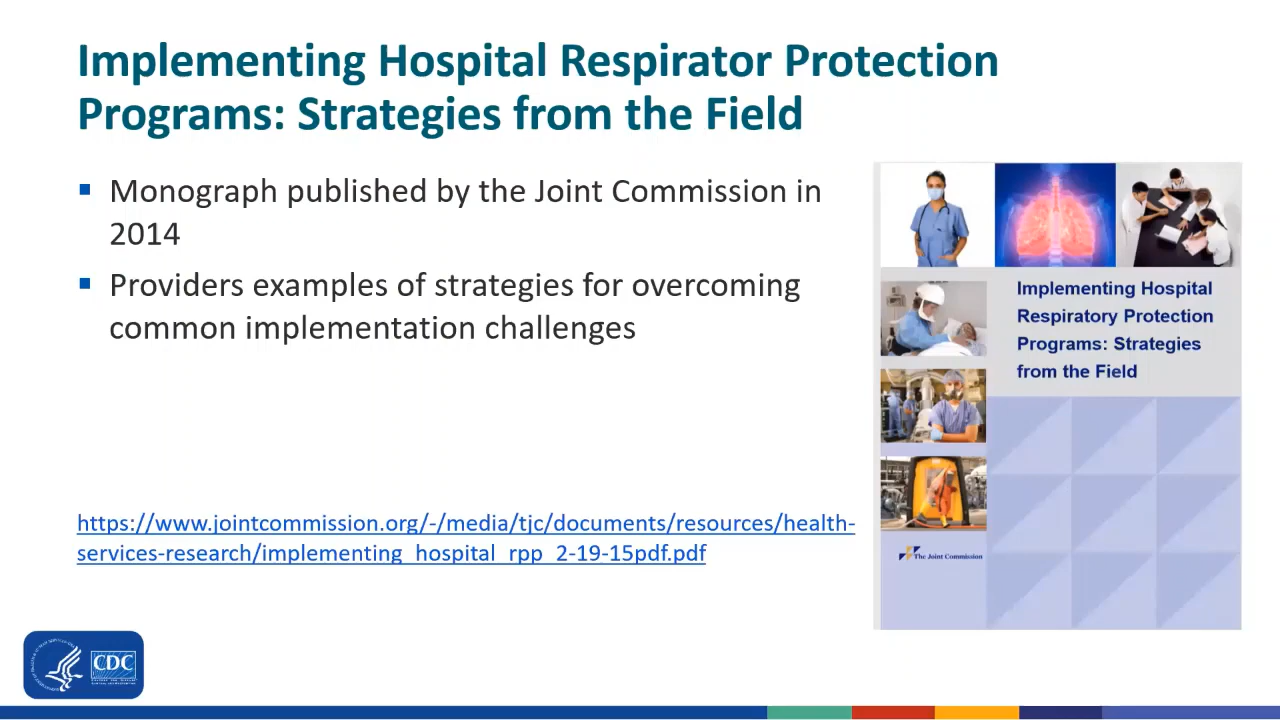 Implementing Hospital Respirator Protection
Programs: Strategies from the Field
▪ Monograph published by the Joint Commission in
2014
▪ Providers examples of strategies for overcoming
common implementation challenges
https://www.jointcommission.org/-/media/tjc/documents/resources/health-
services-research/implementing_hospital_rpp_2-19-15pdf.pdf
Implementing Hospital
Respiratory Protection
Programs: Strategies
from the Field
The Joint Commission
CDC